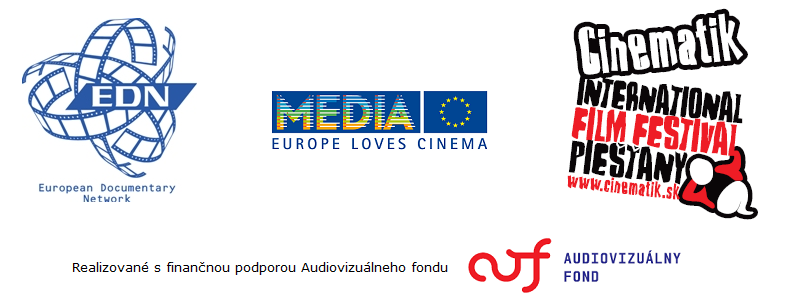 EDN
European Documentary
Network
MEDIA
EUROPE LOVES CINEMA
Cinematik
INTERNATIONAL
FILM FESTIVAL
PIEŠŤANY
www.cinematik.sk
Realizované s finančnou podporou Audiovizuálneho fondu
avf
AUDIOVIZUÁLNY
FOND